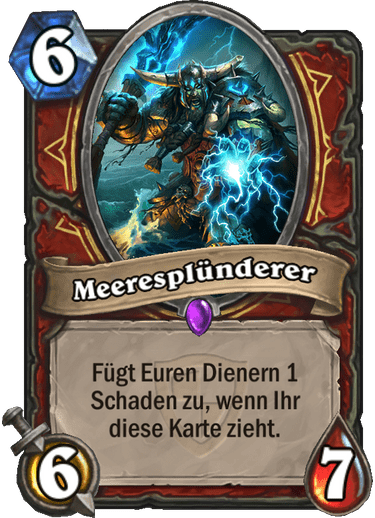 6
Meeresplünderer
Fügt Euren Dienern 1
Schaden zu, wenn Ihr
diese Karte zieht.
6
7